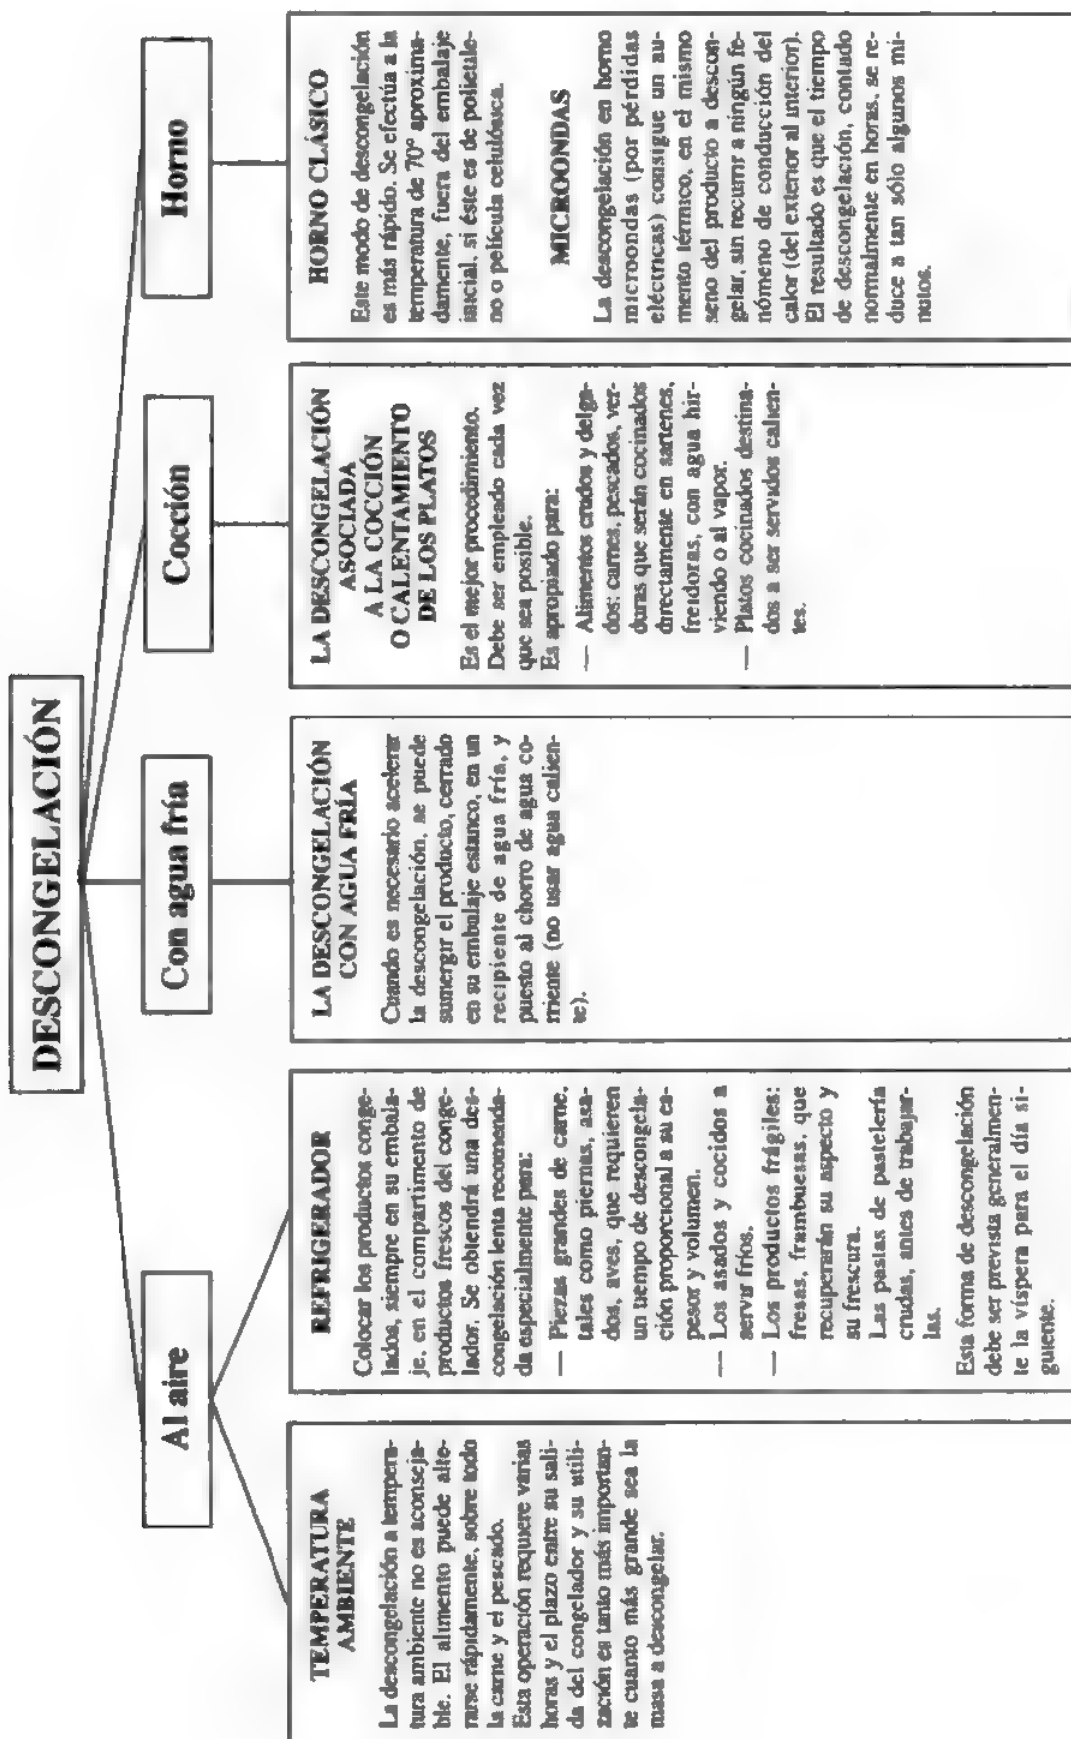 DESCONGELACIÓN
Al aire
Con agua fría
Cocción
Horno
TEMPERATURA
AMBIENTE
La descongelación a tempera-
tura ambiente no es aconseja-
ble. El alimento puede alte-
rarse rápidamente, sobre todo
la carne y el pescado.
Esta operación requiere varias
horas y el plazo entre su sali-
da del congelador y su utili-
zación es tanto más importan-
te cuanto más grande sea la
masa a descongelar.
REFRIGERADOR
Colocar los productos conge-
lados, siempre en su embala-
je, en el compartimento de
productos frescos del conge-
lador. Se obtendrá una des-
congelación lenta recomenda-
da especialmente para:
— Piezas grandes de carne,
tales como piernas, asa-
dos, aves, que requieren
un tiempo de descongela-
ción proporcional a su es-
pesor y volumen.
— Los asados y cocidos a
servir fríos.
— Los productos frágiles:
fresas, frambuesas, que
recuperarán su aspecto y
su frescura.
Las pastas de pastelería
crudas, antes de trabajar-
las.
Esta forma de descongelación
debe ser prevista generalmen-
te la víspera para el día si-
guiente.
LA DESCONGELACIÓN
CON AGUA FRÍA
Cuando es necesario acelerar
la descongelación, se puede
sumergir el producto, cerrado
en su embalaje estanco, en un
recipiente de agua fría, y
puesto al chorro de agua co-
rriente (no usar agua calien-
te).
LA DESCONGELACIÓN
ASOCIADA
A LA COCCIÓN
O CALENTAMIENTO
DE LOS PLATOS
Es el mejor procedimiento.
Debe ser empleado cada vez
que sea posible.
Es apropiado para:
— Alimentos crudos y delga-
dos: carnes, pescados, ver-
duras que serán cocinados
directamente en sartenes,
freidoras, con agua hir-
viendo o al vapor.
— Platos cocinados destina-
dos a ser servidos calien-
tes.
HORNO CLÁSICO
Este modo de descongelación
es más rápido. Se efectúa a la
temperatura de 70° aproxima-
damente, fuera del embalaje
inicial, si éste es de polietile-
no o película celulósica.
MICROONDAS
La descongelación en horno
microondas (por pérdidas
eléctricas) consigue un au-
mento térmico, en el mismo
seno del producto a descon-
gelar, sin recurrir a ningún fe-
nómeno de conducción del
calor (del exterior al interior).
El resultado es que el tiempo
de descongelación, contado
normalmente en horas, se re-
duce a tan sólo algunos mi-
nutos.